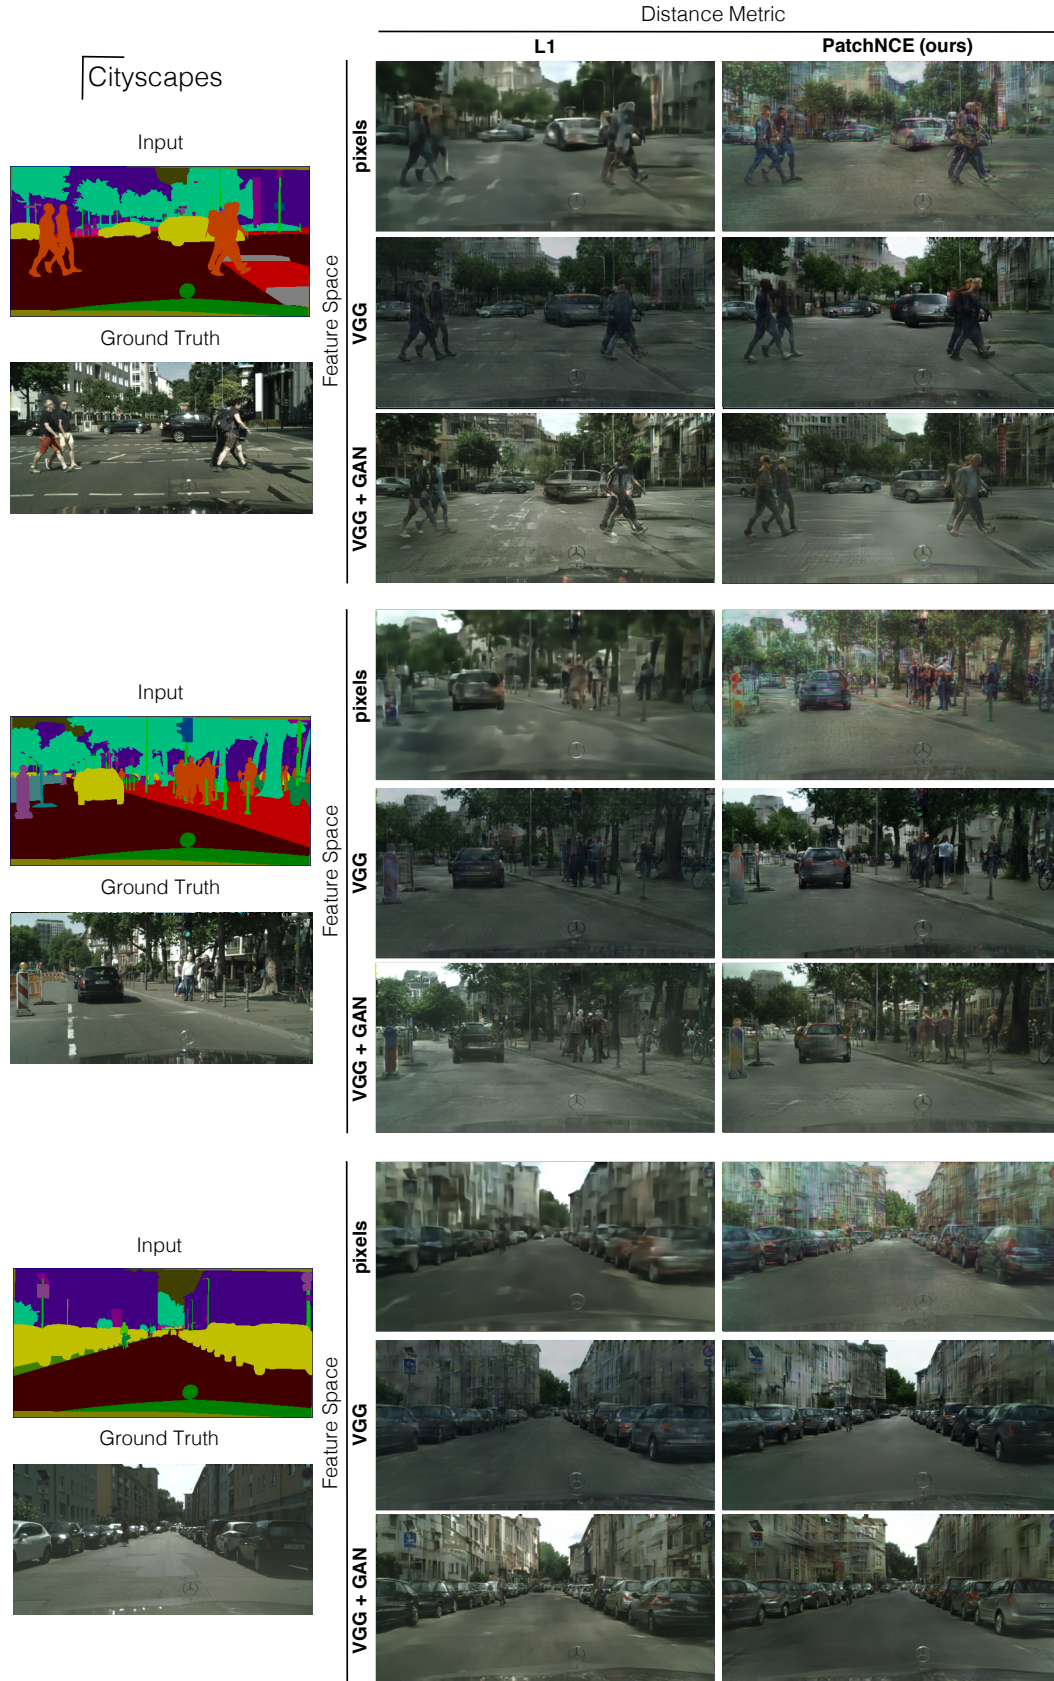 Distance Metric
L1
PatchNCE (ours)
Cityscapes
Input
Ground Truth
Feature Space
pixels
VGG
VGG + GAN
Input
Ground Truth
Feature Space
pixels
VGG
VGG + GAN
Input
Ground Truth
Feature Space
pixels
VGG
VGG + GAN